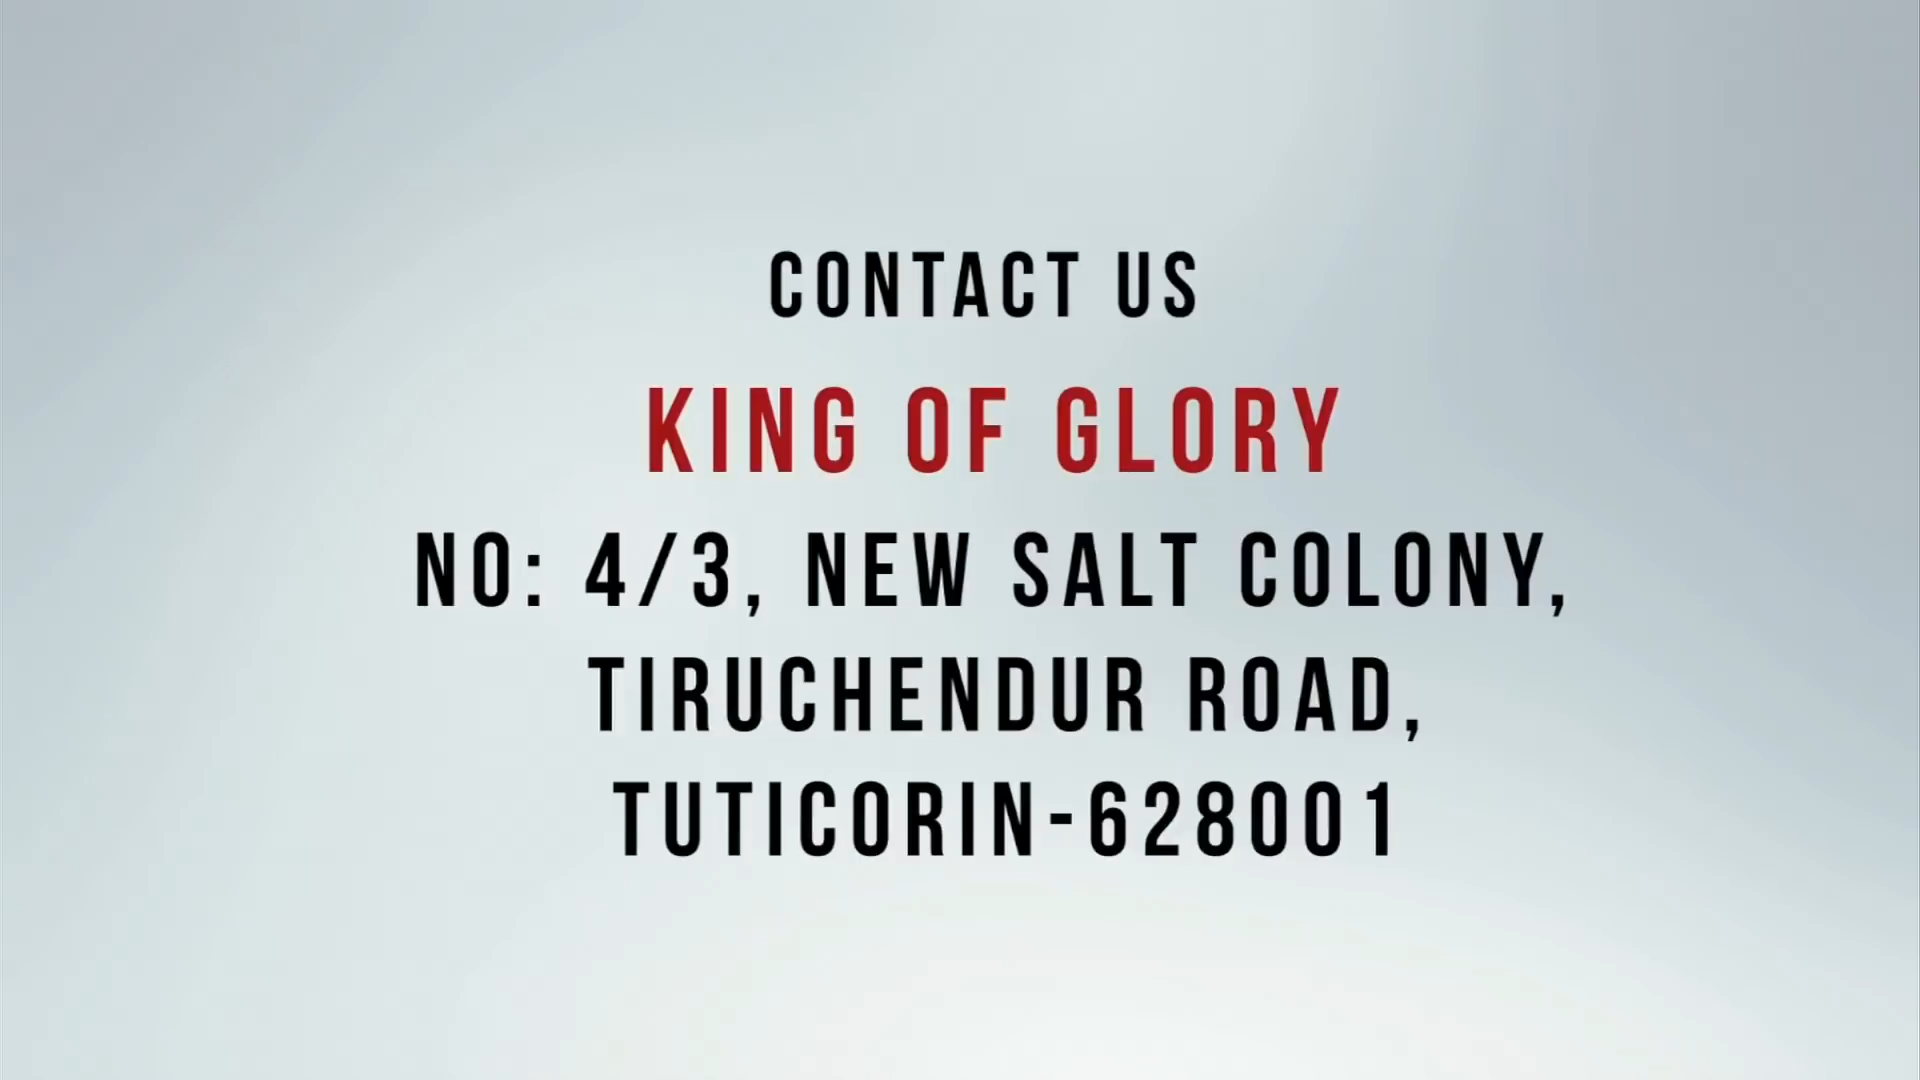 CONTACT US
KING OF GLORY
NO: 4/3, NEW SALT COLONY,
TIRUCHENDUR ROAD,
TUTICORIN-628001